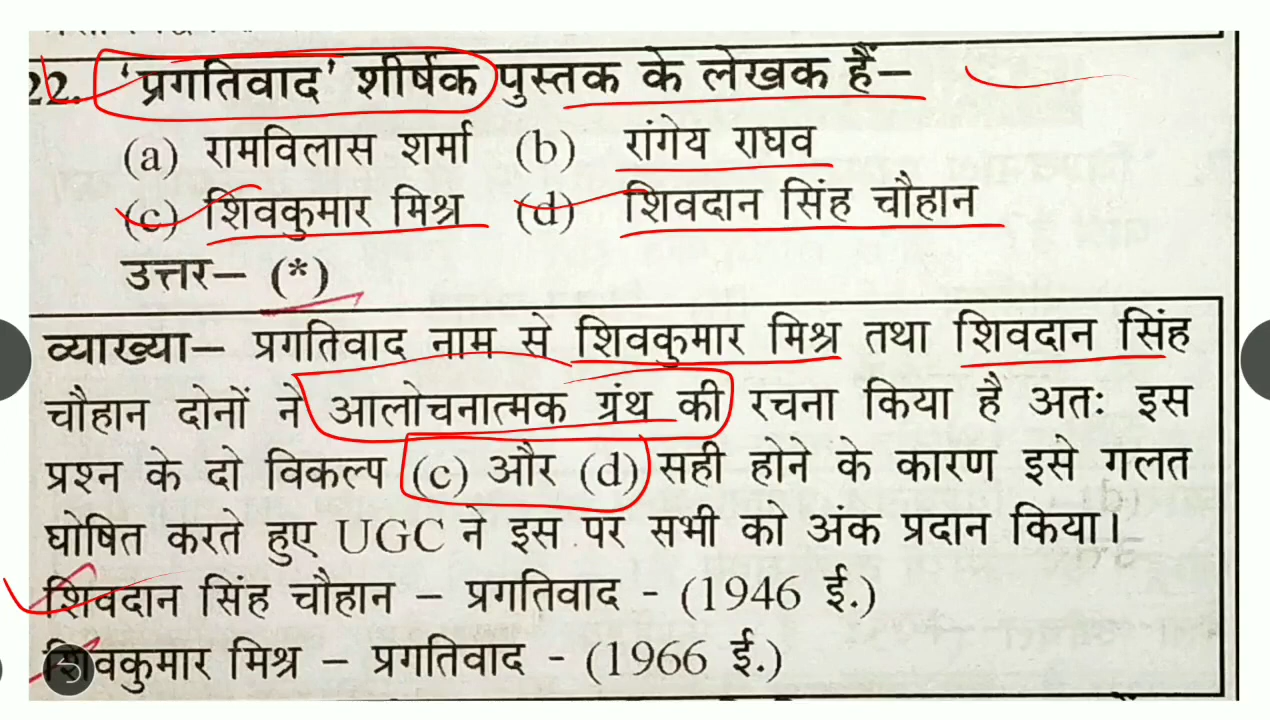 22. 'प्रगतिवाद' शीर्षक पुस्तक के लेखक हैं–
(a) रामविलास शर्मा (b) रांगेय राघव
(c) शिवकुमार मिश्र (d) शिवदान सिंह चौहान
उत्तर– (*)
व्याख्या– प्रगतिवाद नाम से शिवकुमार मिश्र तथा शिवदान सिंह
चौहान दोनों ने आलोचनात्मक ग्रंथ की रचना किया है अतः इस
प्रश्न के दो विकल्प (c) और (d) सही होने के कारण इसे गलत
घोषित करते हुए UGC ने इस पर सभी को अंक प्रदान किया।
शिवदान सिंह चौहान – प्रगतिवाद - (1946 ई.)
शिवकुमार मिश्र – प्रगतिवाद - (1966 ई.)